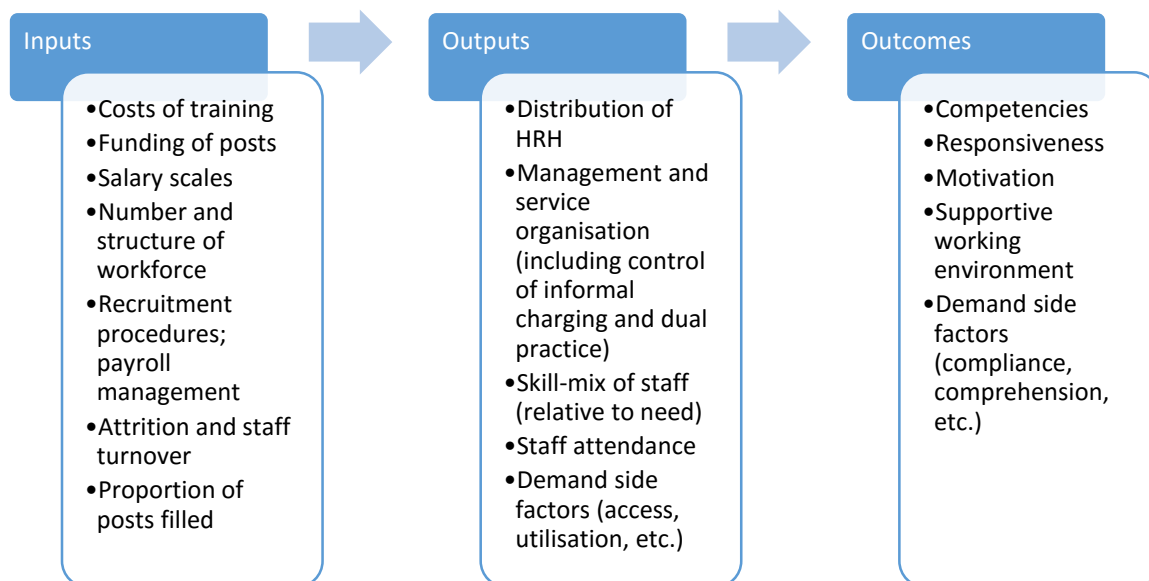 Inputs
•Costs of training
•Funding of posts
•Salary scales
•Number and
structure of
workforce
•Recruitment
procedures;
payroll
management
•Attrition and staff
turnover
•Proportion of
posts filled
Outputs
•Distribution of
HRH
•Management and
service
organisation
(including control
of informal
charging and dual
practice)
•Skill-mix of staff
(relative to need)
•Staff attendance
•Demand side
factors (access,
utilisation, etc.)
Outcomes
•Competencies
•Responsiveness
•Motivation
•Supportive
working
environment
•Demand side
factors
(compliance,
comprehension,
etc.)